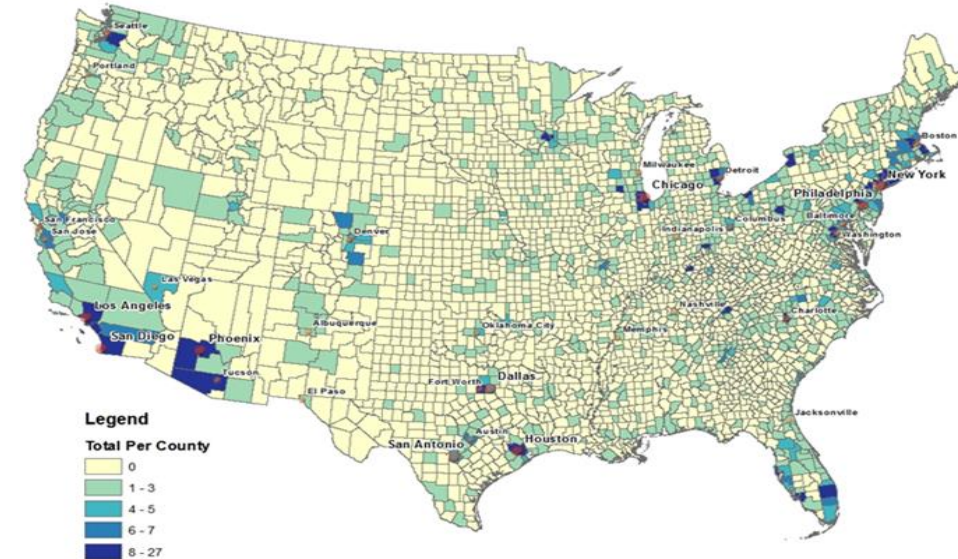 Seattle
Portland
Boston
Milwaukee
Detroit
New York
Chicago
Philadelphia
San Francisco
Columbus
Baltimore
San Jose
Denver
Indianapolis
Washington
Las Vegas
Los Angeles
Nashville
Albuquerque
Oklahoma City
Charlotte
San Diego
Phoenix
Memphis
Tucson
Fort Worth
Dallas
El Paso
Jacksonville
Austin
San Antonio
Houston
Legend
Total Per County
0
1 - 3
4 - 5
6 - 7
8 - 27